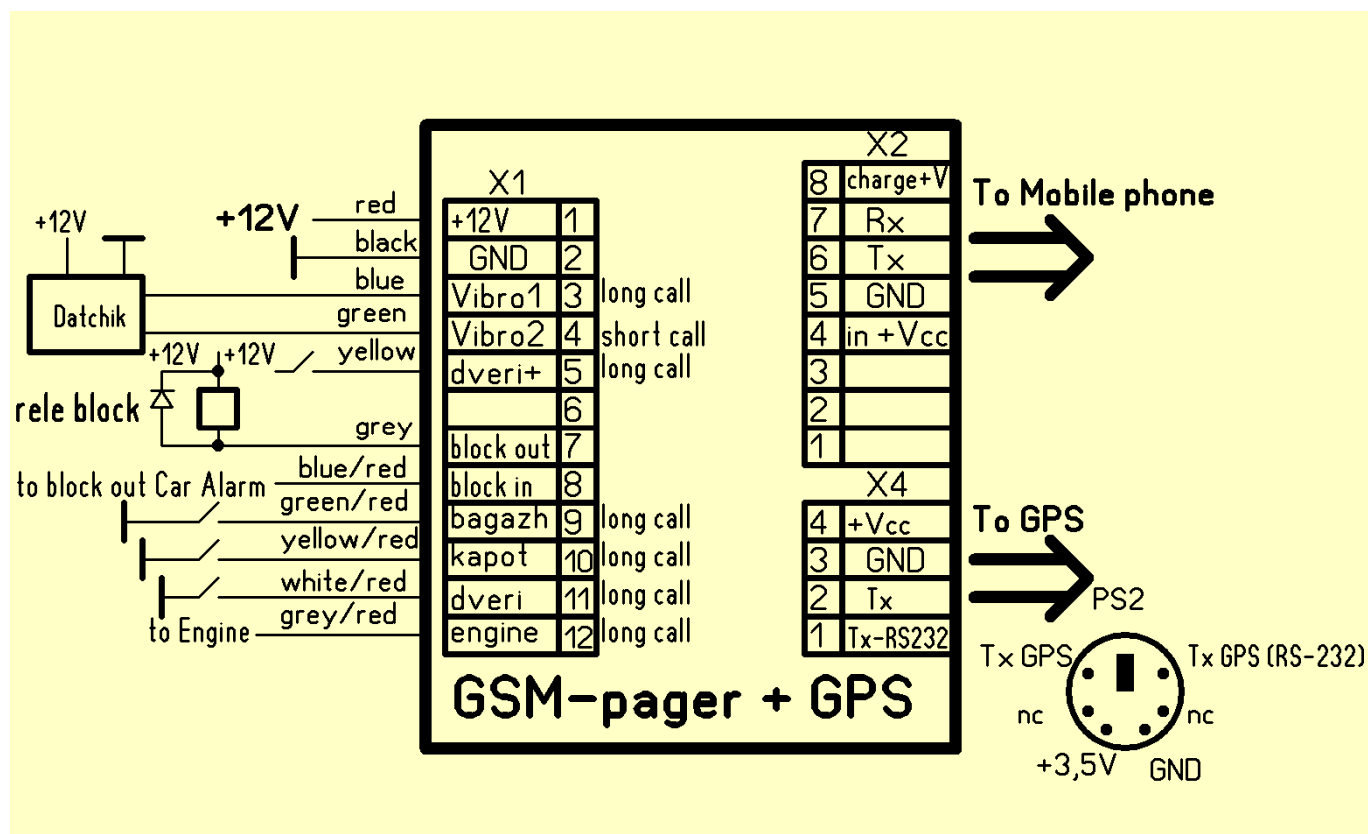 +12V
Datchik
+12V
red
black
blue
green
+12V
+12V
yellow
rele block
grey
blue/red
to block out Car Alarm
green/red
yellow/red
white/red
to Engine
grey/red
X1
+12V 1
GND 2
Vibro1 3 long call
Vibro2 4 short call
dveri+ 5 long call
6
block out 7
block in 8
bagazh 9 long call
kapot 10 long call
dveri 11 long call
engine 12 long call
X2
8 charge+V
7 Rx
6 Tx
5 GND
4 in +Vcc
3
2
1
X4
4 +Vcc
3 GND
2 Tx
1 Tx-RS232
GSM-pager + GPS
To Mobile phone
To GPS
PS2
Tx GPS
Tx GPS (RS-232)
nc
nc
+3,5V
GND